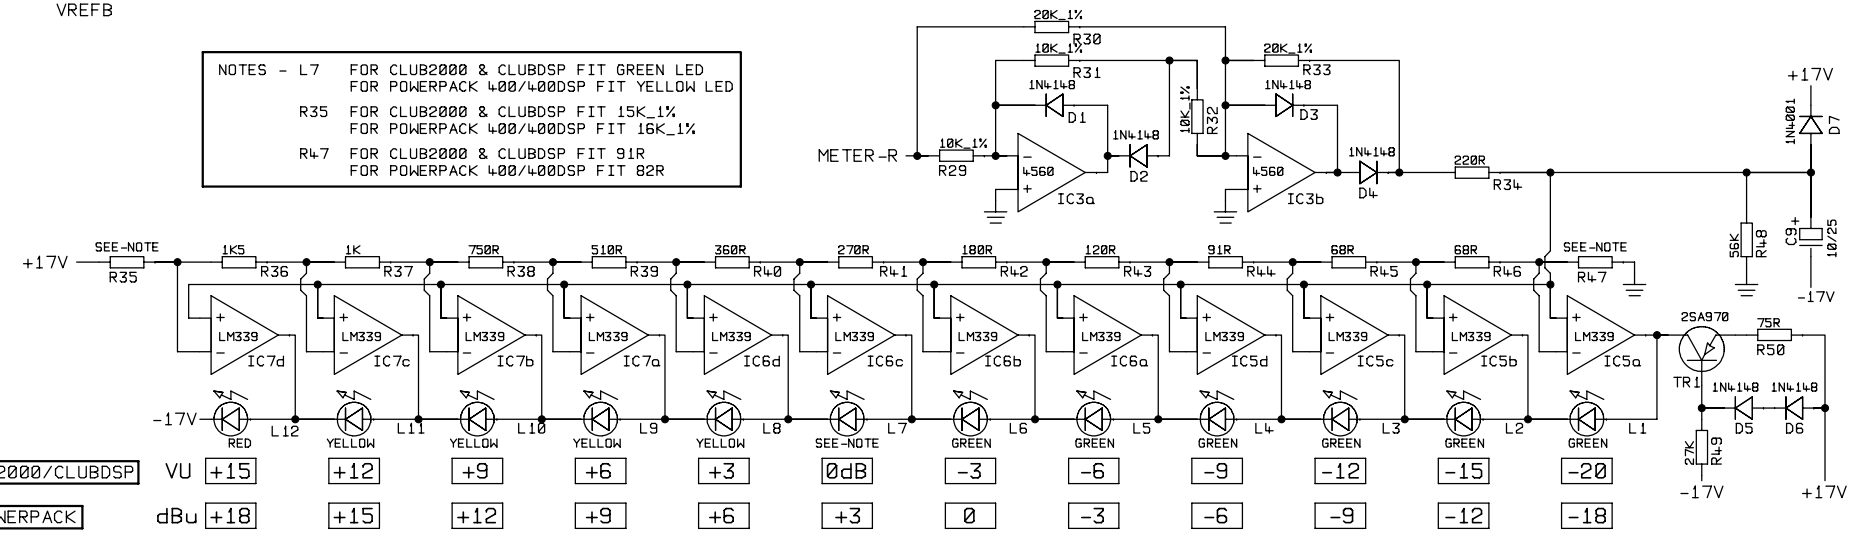 VREFB
NOTES - L7 FOR CLUB2000 & CLUBDSP FIT GREEN LED
FOR POWERPACK 400/400DSP FIT YELLOW LED
R35 FOR CLUB2000 & CLUBDSP FIT 15K_1%
FOR POWERPACK 400/400DSP FIT 16K_1%
R47 FOR CLUB2000 & CLUBDSP FIT 91R
FOR POWERPACK 400/400DSP FIT 82R
20K_1%
R30
10K_1%
R31
20K_1%
R33
1N4148
D1
10K_1%
R32
1N4148
D3
+17V
1N4001
D7
METER-R
10K_1%
R29
-
4560
+
IC3a
1N4148
D2
-
4560
+
IC3b
1N4148
D4
220R
R34
56K
R48
C9
+
10/25
-17V
+17V
SEE-NOTE
R35
1K5
R36
1K
R37
750R
R38
510R
R39
360R
R40
270R
R41
180R
R42
120R
R43
91R
R44
68R
R45
68R
R46
SEE-NOTE
R47
+ + + + + + + + + + + +
LM339 LM339 LM339 LM339 LM339 LM339 LM339 LM339 LM339 LM339 LM339 LM339
- - - - - - - - - - - -
IC7d IC7c IC7b IC7a IC6d IC6c IC6b IC6a IC5d IC5c IC5b IC5a
2SA970
TR1
75R
R50
1N4148
D5
1N4148
D6
27K
R49
-17V
+17V
-17V
L12 L11 L10 L9 L8 L7 L6 L5 L4 L3 L2 L1
RED YELLOW YELLOW YELLOW YELLOW SEE-NOTE GREEN GREEN GREEN GREEN GREEN GREEN
2000/CLUBDSP VU +15 +12 +9 +6 +3 0dB -3 -6 -9 -12 -15 -20
WERPACK dBu +18 +15 +12 +9 +6 +3 0 -3 -6 -9 -12 -18